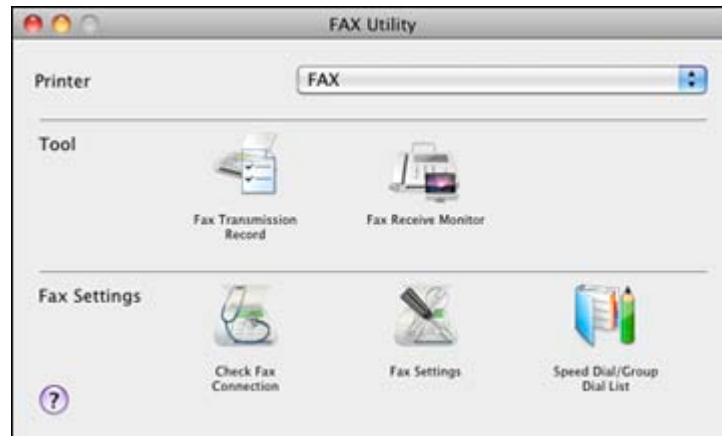 FAX Utility
Printer
FAX
Tool
Fax Transmission
Record
Fax Receive Monitor
Fax Settings
Check Fax
Connection
Fax Settings
Speed Dial/Group
Dial List
?